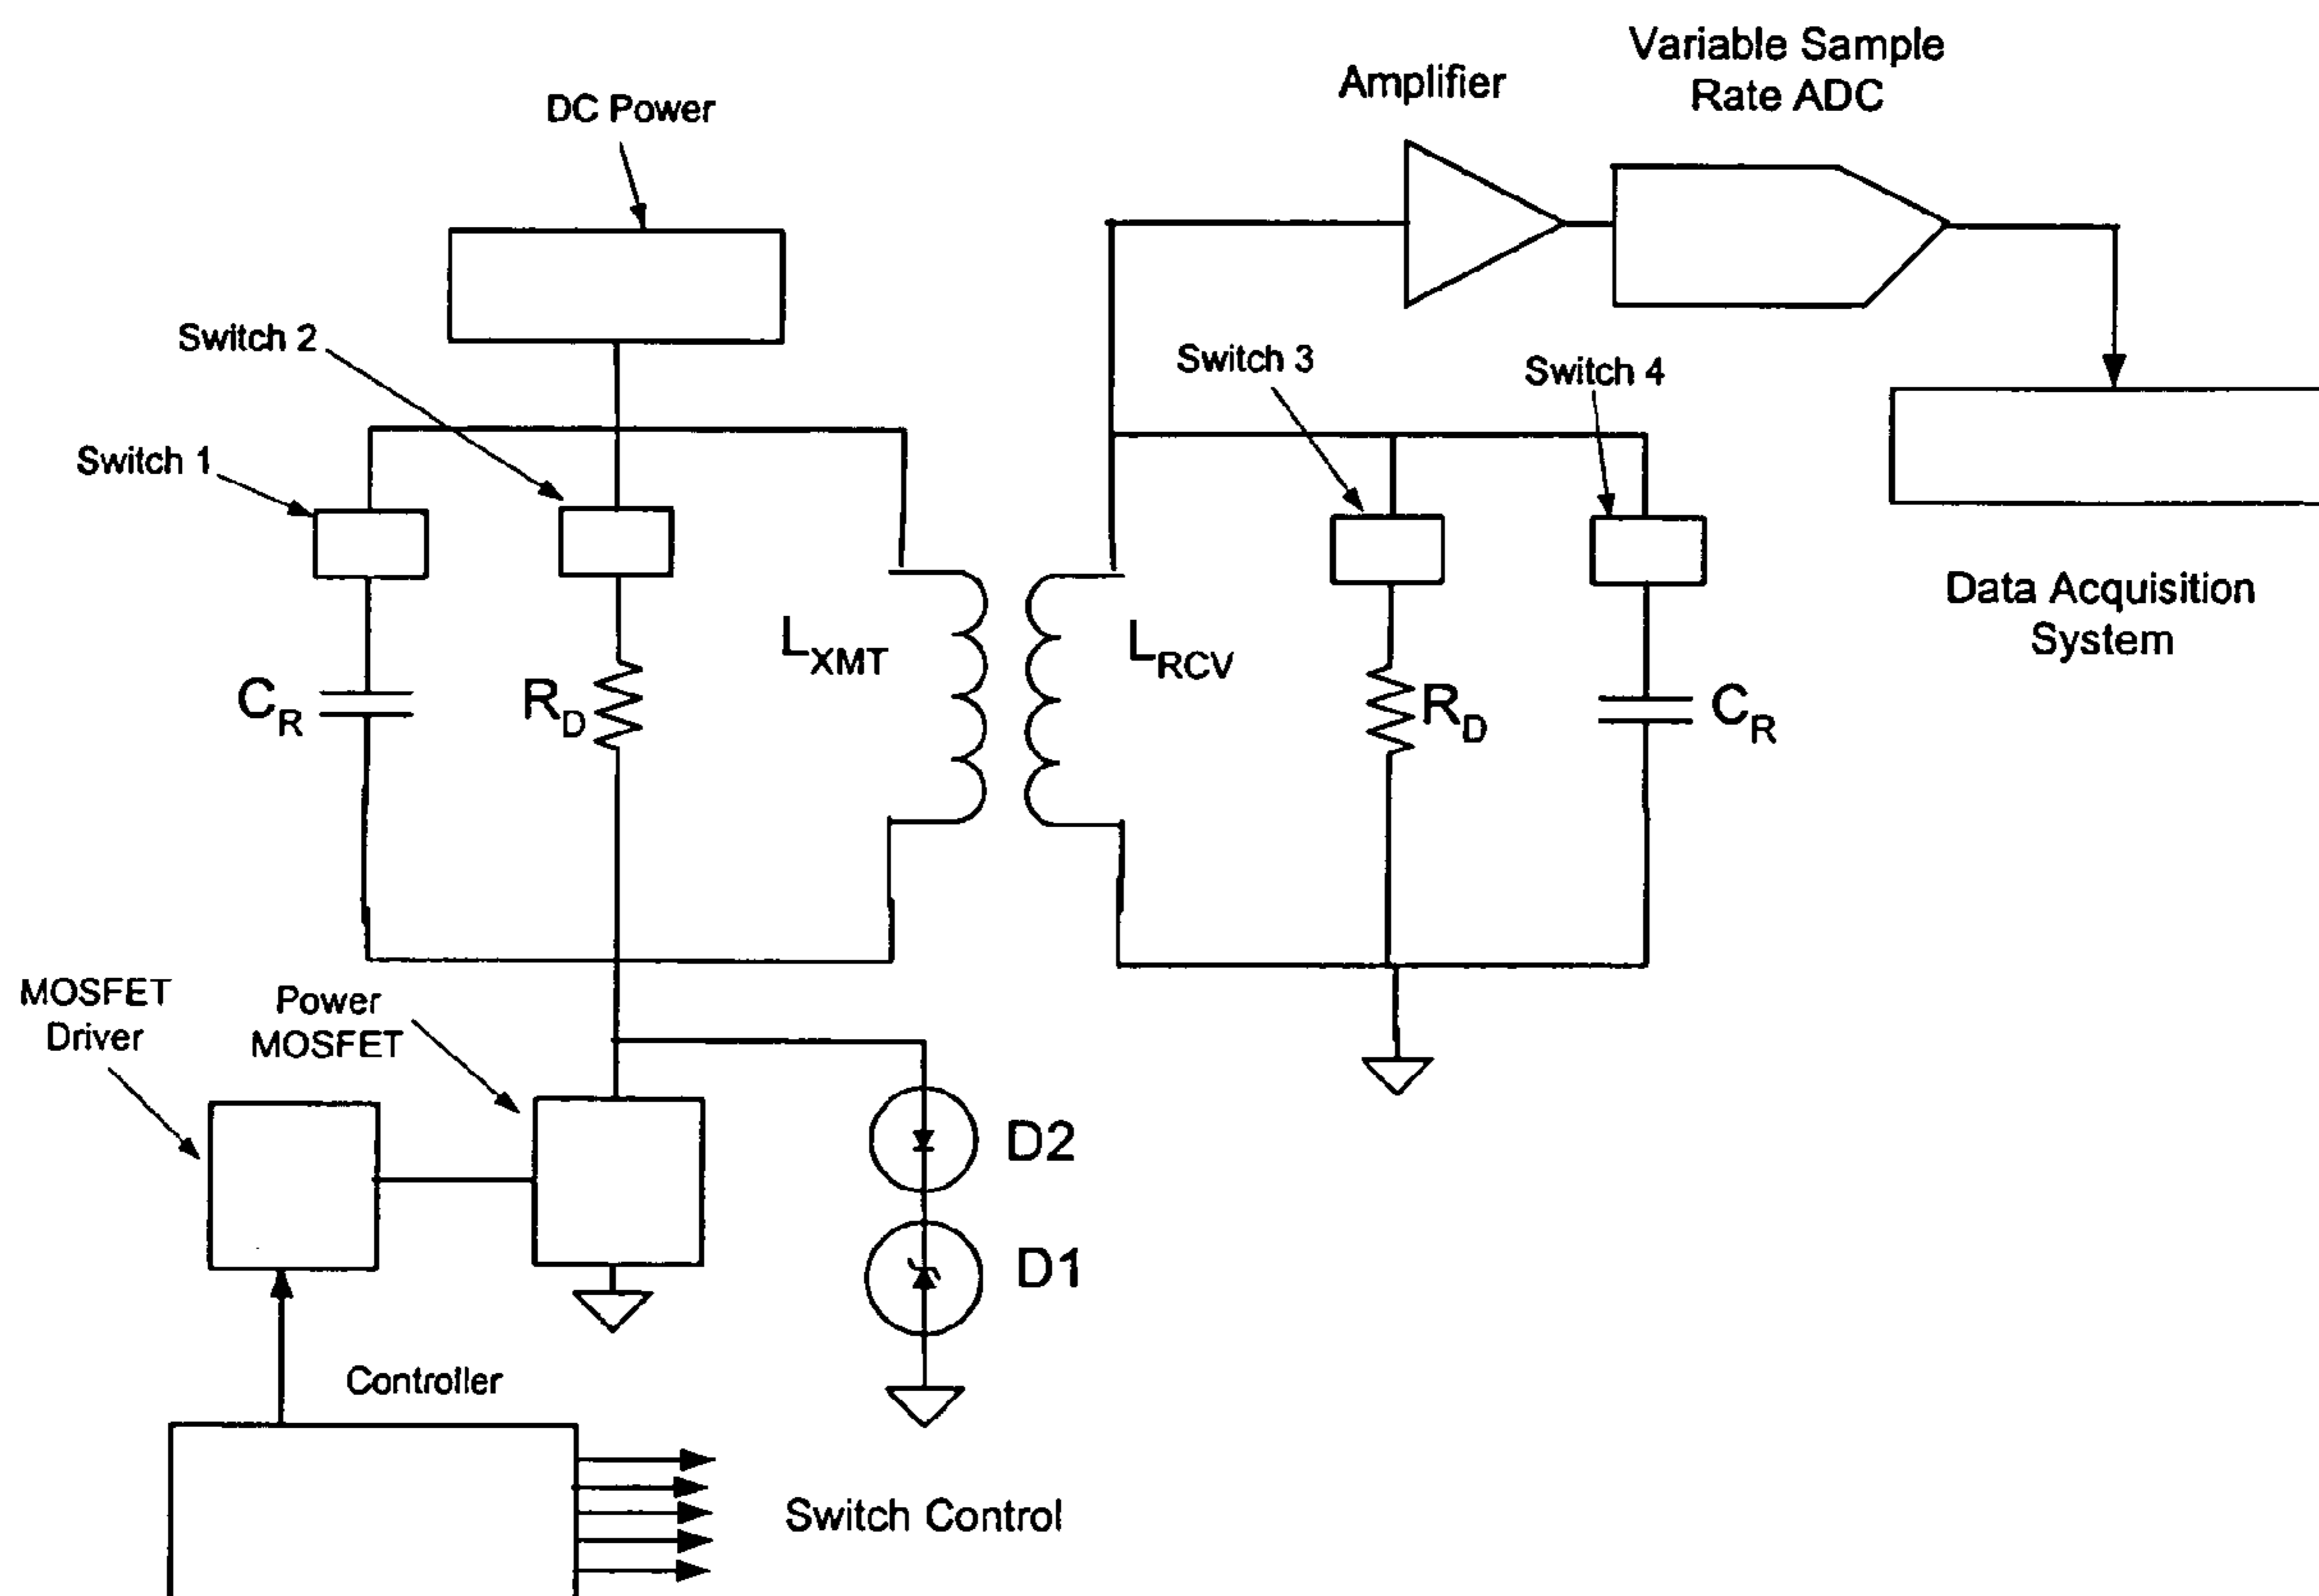 Variable Sample
Rate ADC
Amplifier
DC Power
Switch 2
Switch 3
Switch 4
Switch 1
Data Acquisition
System
L_XMT
L_RCV
C_R
R_D
R_D
C_R
MOSFET
Driver
Power
MOSFET
D2
D1
Controller
Switch Control